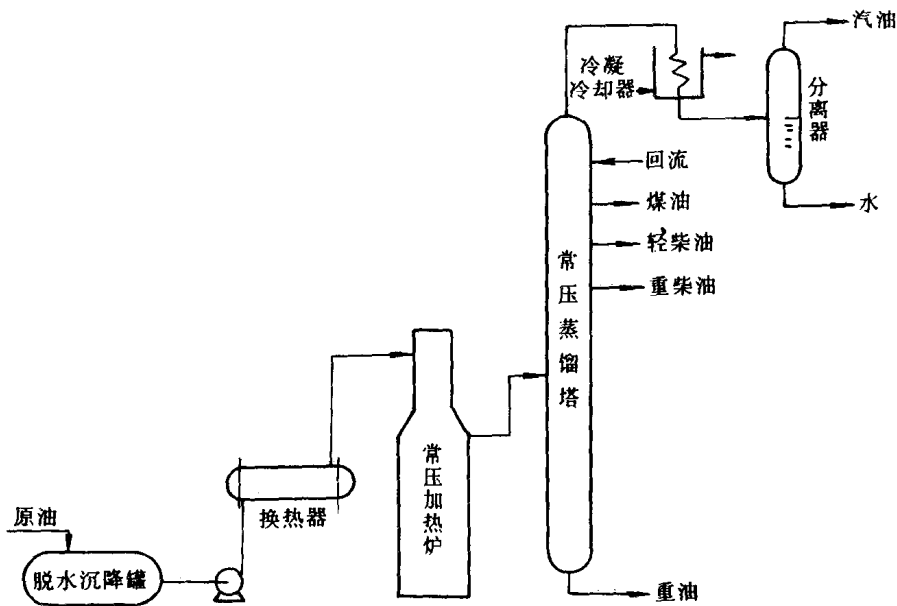 汽油
冷凝
冷却器
分离器
回流
煤油
水
轻柴油
重柴油
常压蒸馏塔
常压加热炉
换热器
原油
脱水沉降罐
重油